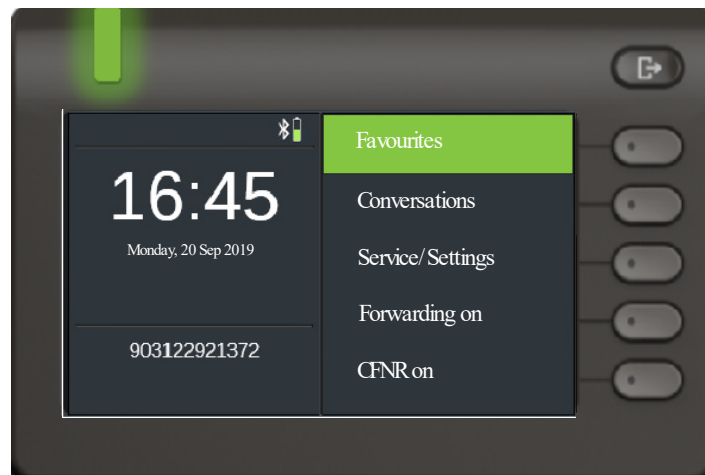 16:45
Monday, 20 Sep 2019
903122921372
Favourites
Conversations
Service/Settings
Forwarding on
CFNR on